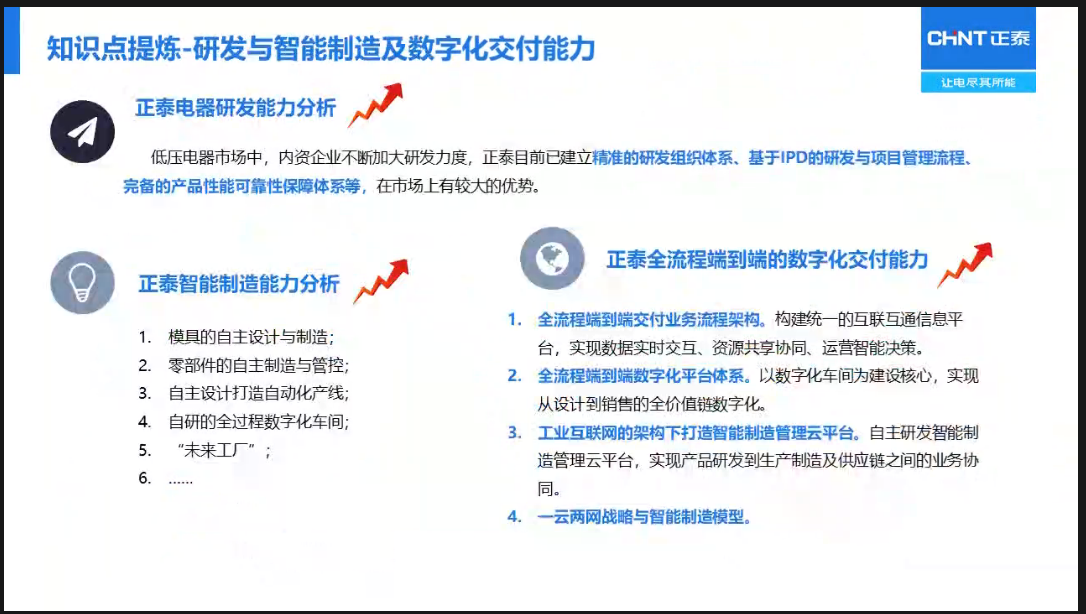 知识点提炼-研发与智能制造及数字化交付能力
CHNT 正泰
让电尽其所能
正泰电器研发能力分析
低压电器市场中，内资企业不断加大研发力度，正泰目前已建立精准的研发组织体系、基于IPD的研发与项目管理流程、
完备的产品性能可靠性保障体系等，在市场上有较大的优势。
正泰智能制造能力分析
1. 模具的自主设计与制造；
2. 零部件的自主制造与管控；
3. 自主设计打造自动化产线；
4. 自研的全过程数字化车间；
5. “未来工厂”；
6. ......
正泰全流程端到端的数字化交付能力
1. 全流程端到端交付业务流程架构。构建统一的互联互通信息平
台，实现数据实时交互、资源共享协同、运营智能决策。
2. 全流程端到端数字化平台体系。以数字化车间为建设核心，实现
从设计到销售的全价值链数字化。
3. 工业互联网的架构下打造智能制造管理云平台。自主研发智能制
造管理云平台，实现产品研发到生产制造及供应链之间的业务协
同。
4. 一云两网战略与智能制造模型。